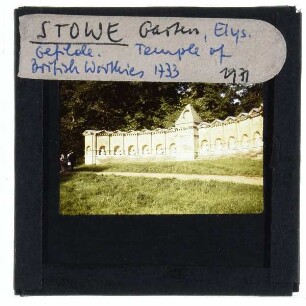 STOWE Garten, Elys.
Gefilde. Temple of
British Worthies 1733